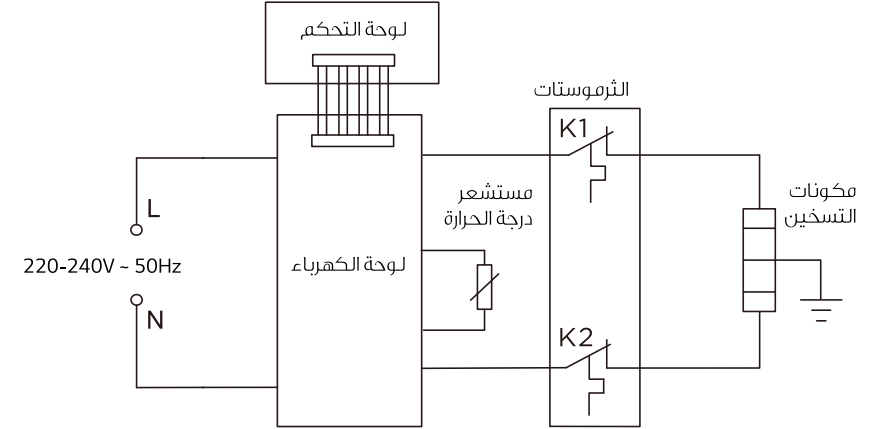 لوحة التحكم
الثرموستات
K1
مكونات
التسخين
مستشعر
درجة الحرارة
L
220-240V ~ 50Hz
لوحة الكهرباء
N
K2